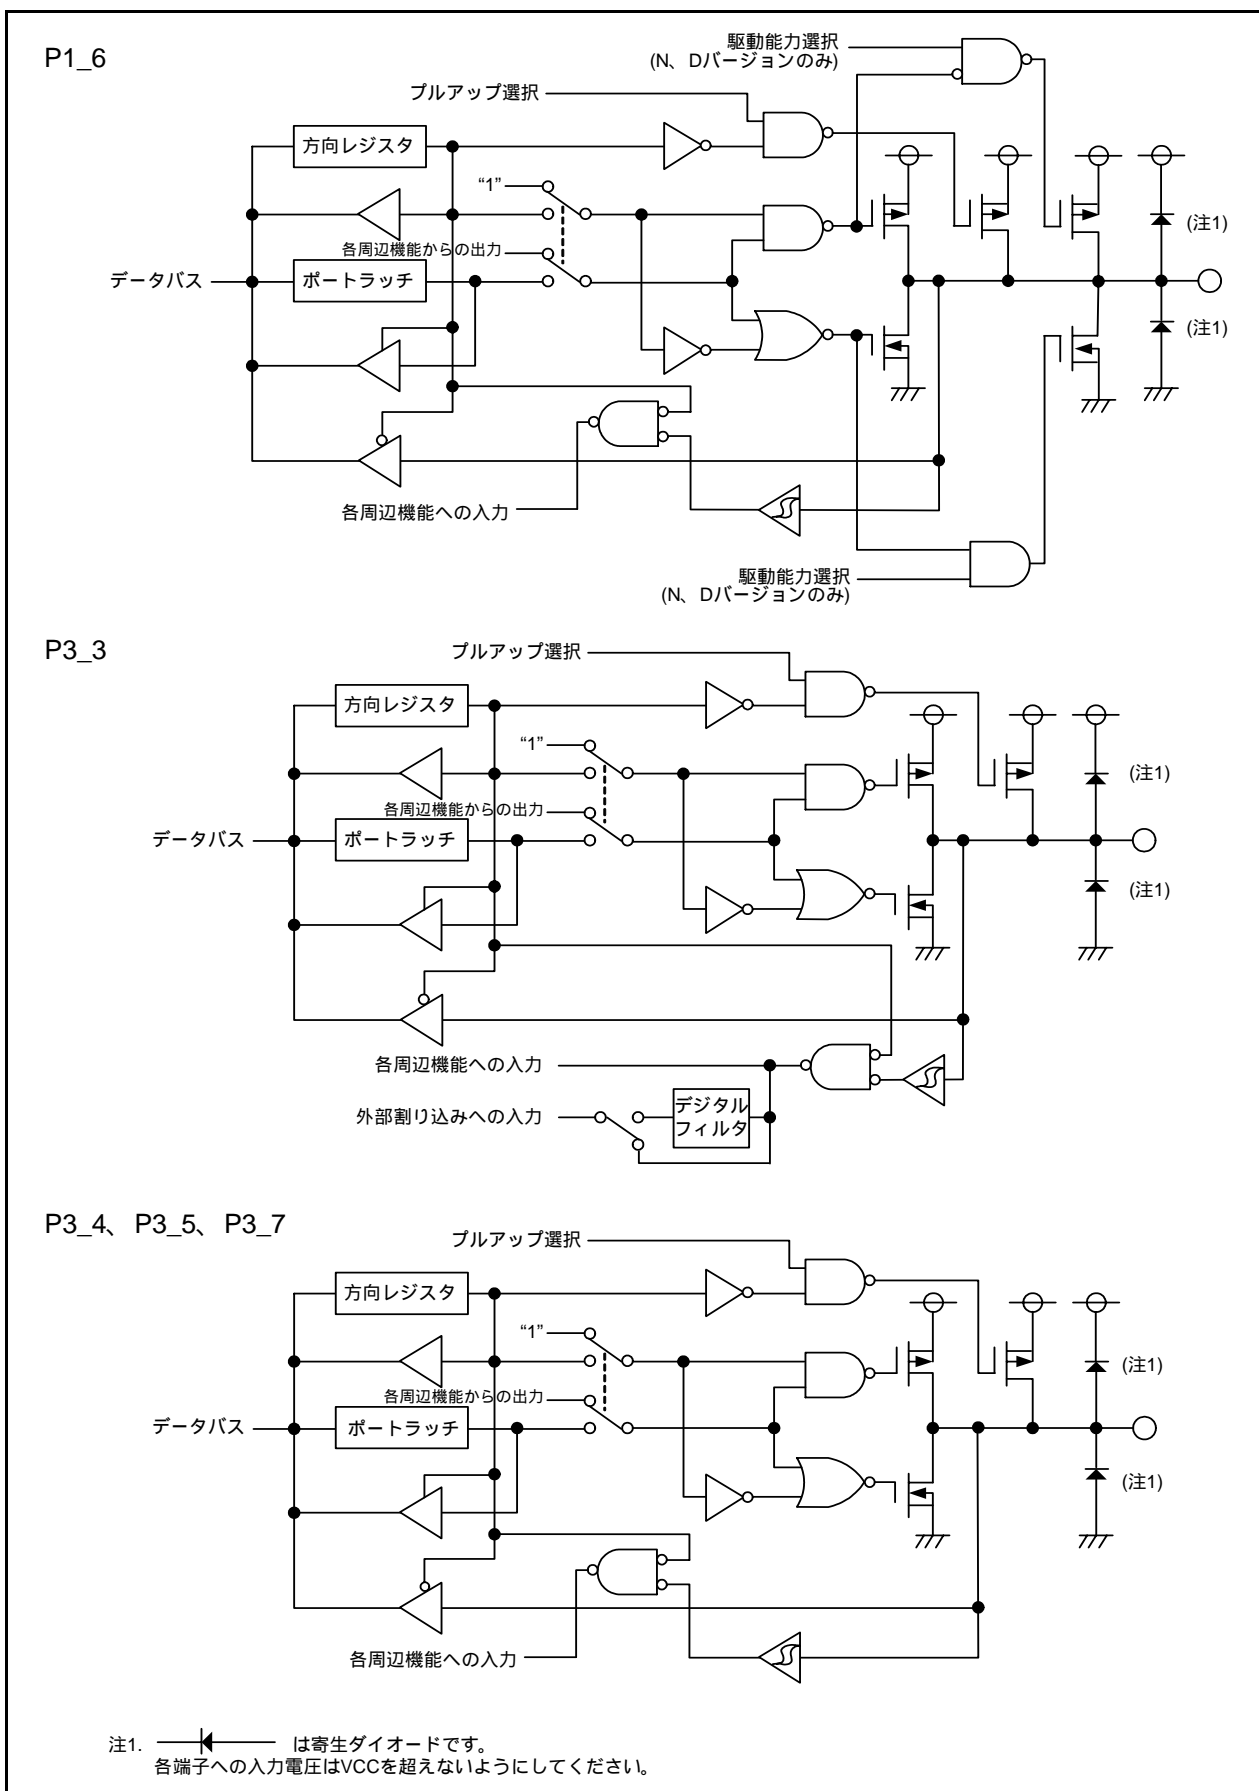 P1_6
駆動能力選択
(N、Dバージョンのみ)
プルアップ選択
方向レジスタ
“1”
各周辺機能からの出力
データバス
ポートラッチ
(注1)
(注1)
各周辺機能への入力
駆動能力選択
(N、Dバージョンのみ)
P3_3
プルアップ選択
方向レジスタ
“1”
各周辺機能からの出力
データバス
ポートラッチ
(注1)
(注1)
各周辺機能への入力
外部割り込みへの入力
デジタル
フィルタ
P3_4、P3_5、P3_7
プルアップ選択
方向レジスタ
“1”
各周辺機能からの出力
データバス
ポートラッチ
(注1)
(注1)
各周辺機能への入力
注1. は寄生ダイオードです。
各端子への入力電圧はVCCを超えないようにしてください。